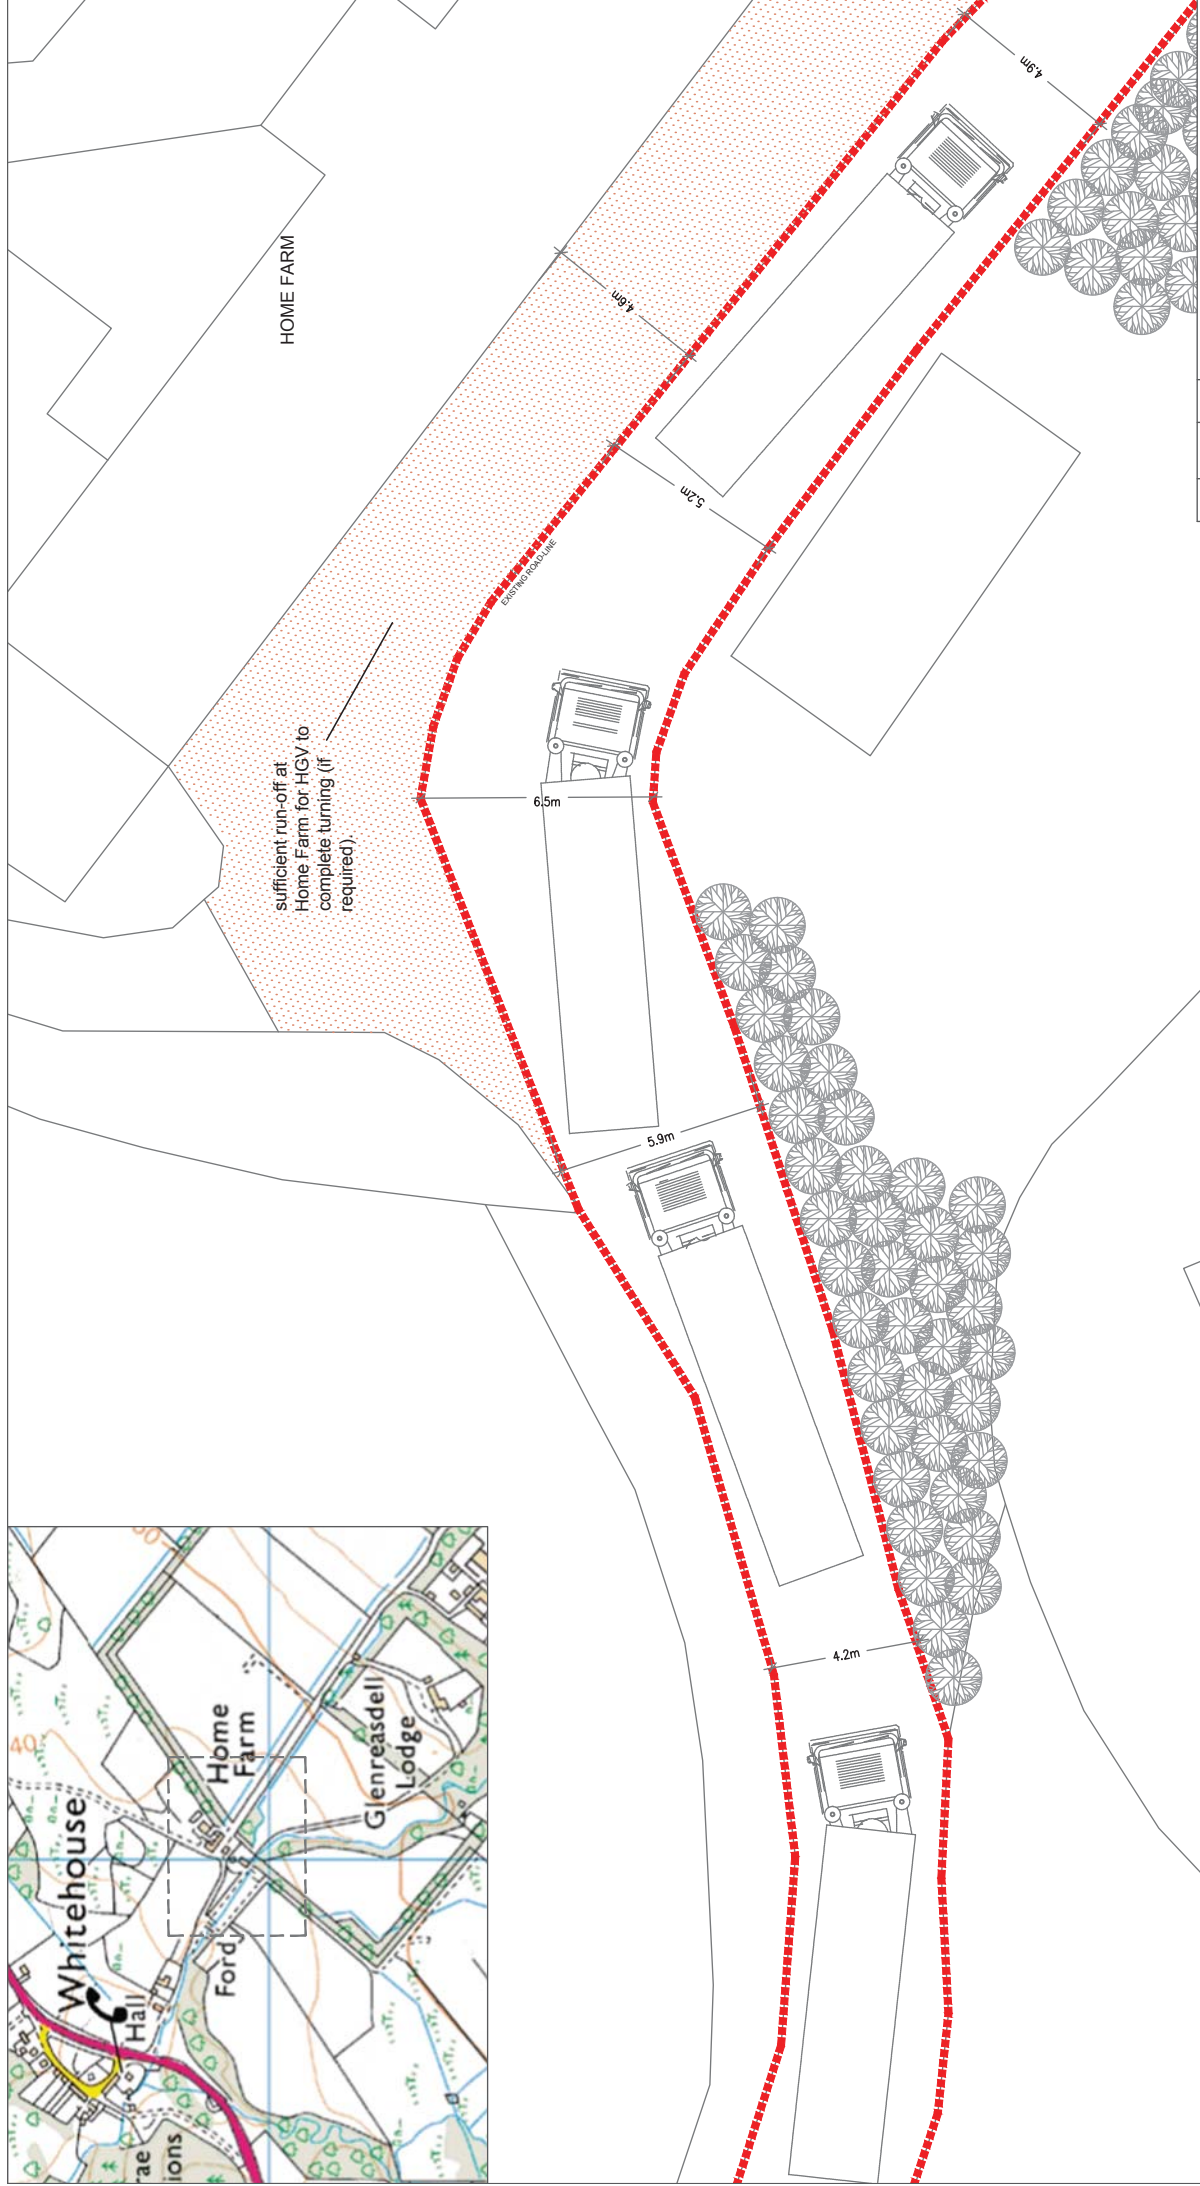 4.9m
HOME FARM
4.6m
5.2m
EXISTING ROAD-LINE
sufficient run-off at
Home Farm for HGV to
complete turning (if
required).
6.5m
5.9m
4.2m
50
40
Whitehouse
Hall
Home
Farm
Ford
Glenreasdell
Lodge
rae
ions